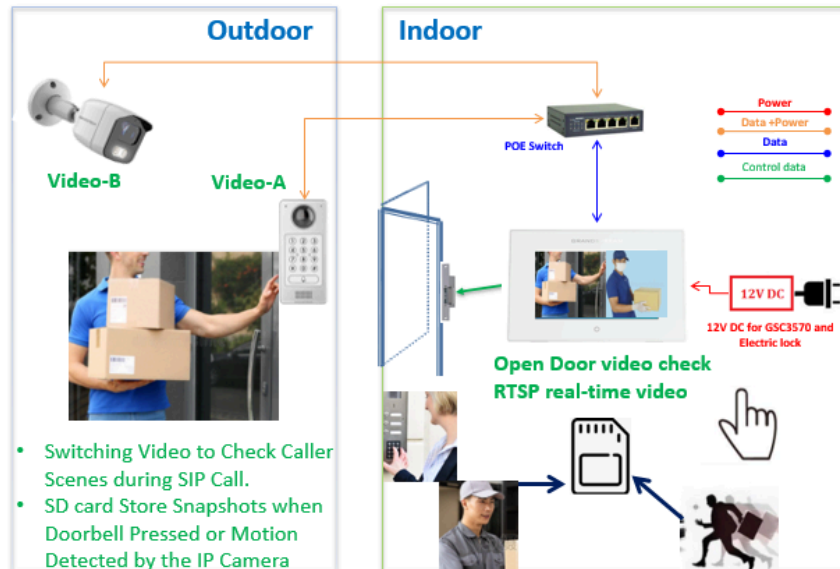 Outdoor
Indoor
Power
Data +Power
Data
Control data
POE Switch
Video-B
Video-A
12V DC
12V DC for GSC3570 and
Electric lock
Open Door video check
RTSP real-time video
• Switching Video to Check Caller
Scenes during SIP Call.
• SD card Store Snapshots when
Doorbell Pressed or Motion
Detected by the IP Camera